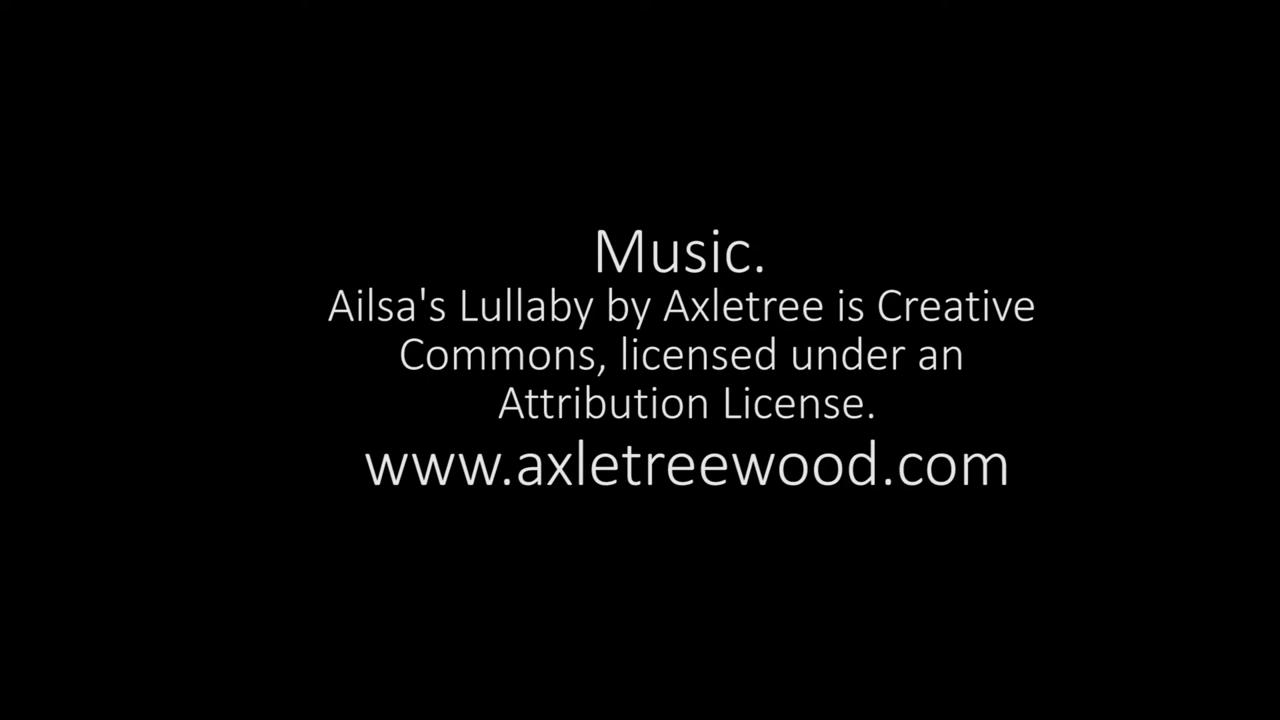 Music.
Ailsa's Lullaby by Axletree is Creative
Commons, licensed under an
Attribution License.
www.axletreewood.com